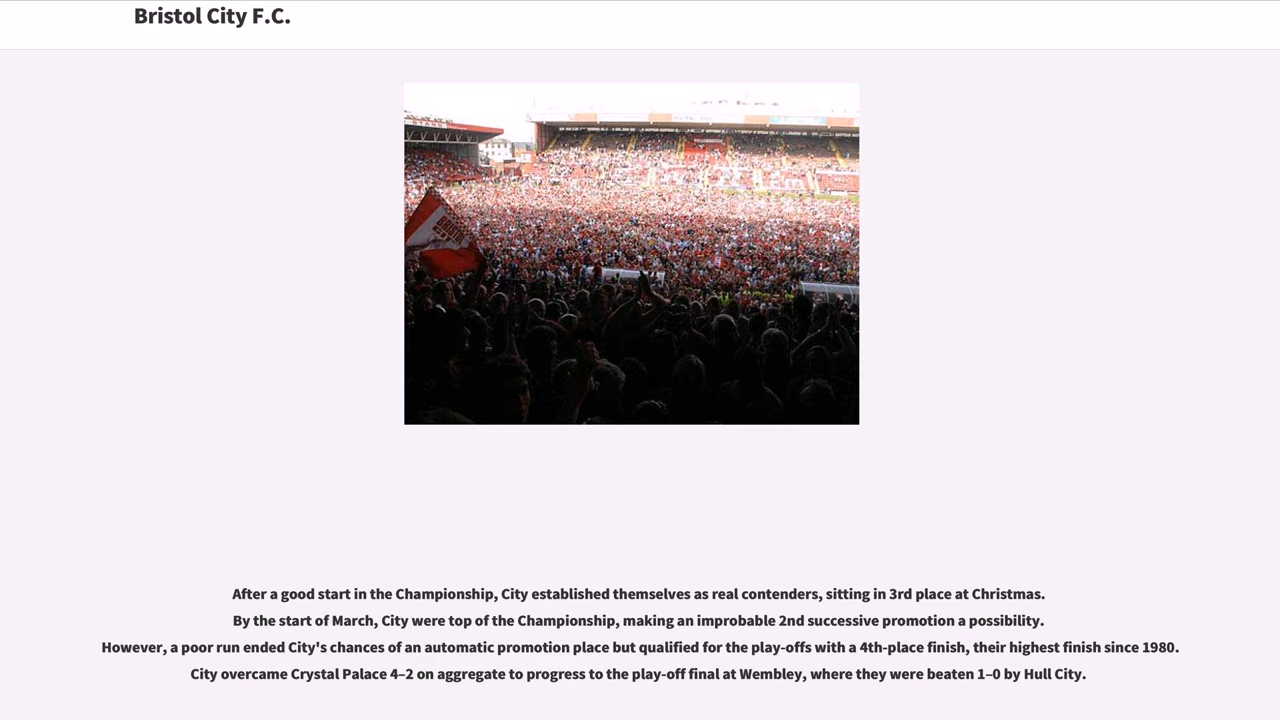 Bristol City F.C.
After a good start in the Championship, City established themselves as real contenders, sitting in 3rd place at Christmas.
By the start of March, City were top of the Championship, making an improbable 2nd successive promotion a possibility.
However, a poor run ended City's chances of an automatic promotion place but qualified for the play-offs with a 4th-place finish, their highest finish since 1980.
City overcame Crystal Palace 4–2 on aggregate to progress to the play-off final at Wembley, where they were beaten 1–0 by Hull City.